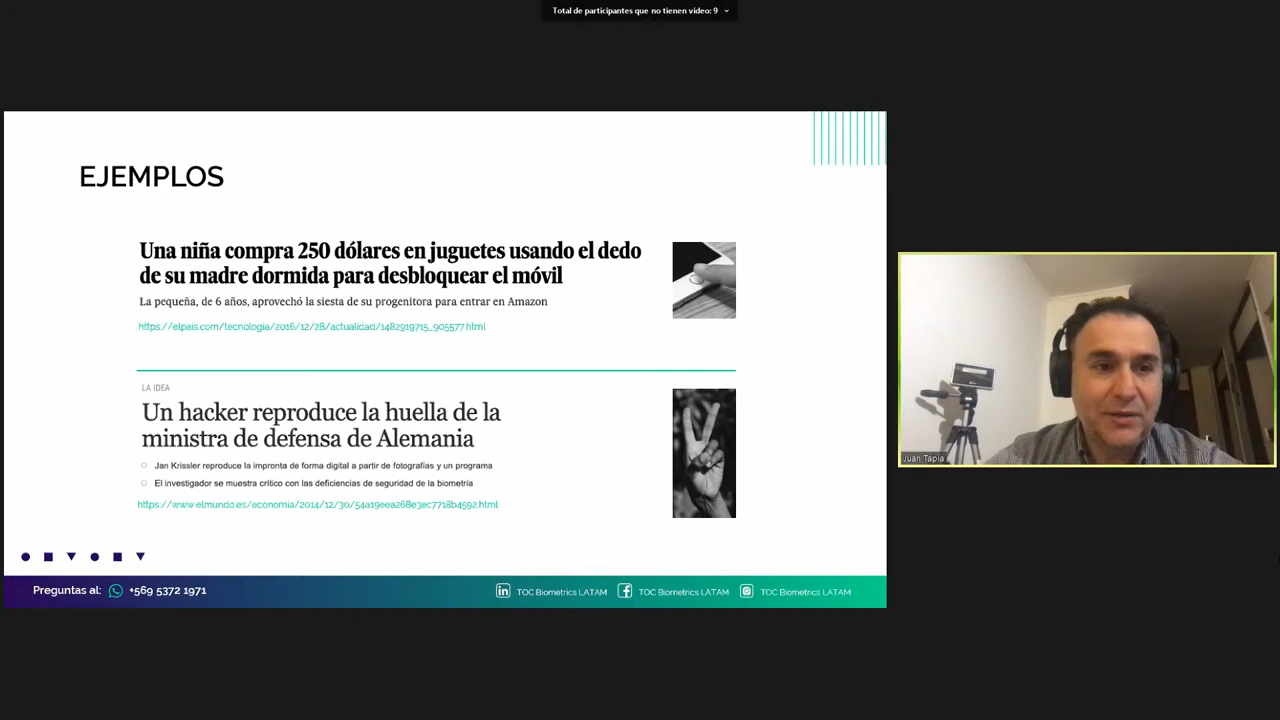 Total de participantes que no tienen vídeo: 9
EJEMPLOS
Una niña compra 250 dólares en juguetes usando el dedo
de su madre dormida para desbloquear el móvil
La pequeña, de 6 años, aprovechó la siesta de su progenitora para entrar en Amazon
https://elpais.com/tecnologia/2016/12/28/actualidad/1482919715_905577.html
LA IDEA
Un hacker reproduce la huella de la
ministra de defensa de Alemania
Jan Krissler reproduce la impronta de forma digital a partir de fotografías y un programa
El investigador se muestra crítico con las deficiencias de seguridad de la biometría
https://www.elmundo.es/economia/2014/12/30/54a19eea268e3ec7718b4592.html
Preguntas al: +569 5372 1971
TOC Biometrics LATAM
TOC Biometrics LATAM
TOC Biometrics LATAM
Juan Tapia